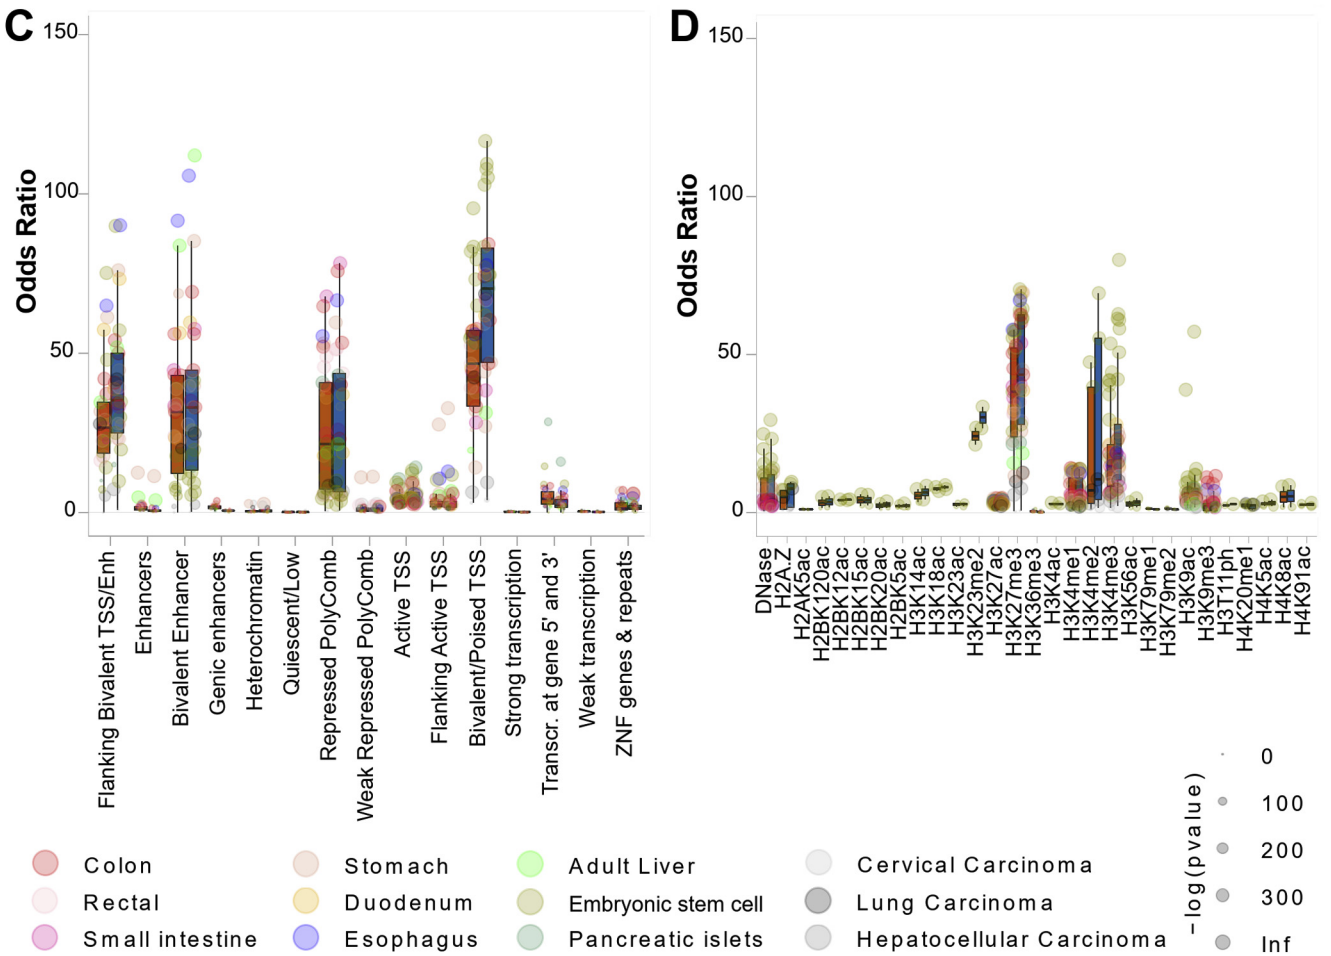 C
Odds Ratio
150
100
50
0
Flanking Bivalent TSS/Enh
Enhancers
Bivalent Enhancer
Genic enhancers
Heterochromatin
Quiescent/Low
Repressed PolyComb
Weak Repressed PolyComb
Active TSS
Flanking Active TSS
Bivalent/Poised TSS
Strong transcription
Transcr. at gene 5' and 3'
Weak transcription
ZNF genes & repeats
D
Odds Ratio
150
100
50
0
DNase
H2A.Z
H2AK5ac
H2BK120ac
H2BK12ac
H2BK15ac
H2BK20ac
H2BK5ac
H3K14ac
H3K18ac
H3K23ac
H3K23me2
H3K27ac
H3K27me3
H3K36me3
H3K4ac
H3K4me1
H3K4me2
H3K4me3
H3K56ac
H3K79me1
H3K79me2
H3K9ac
H3K9me3
H3T11ph
H4K20me1
H4K5ac
H4K8ac
H4K91ac
Colon
Rectal
Small intestine
Stomach
Duodenum
Esophagus
Adult Liver
Embryonic stem cell
Pancreatic islets
Cervical Carcinoma
Lung Carcinoma
Hepatocellular Carcinoma
−log(pvalue)
0
100
200
300
Inf